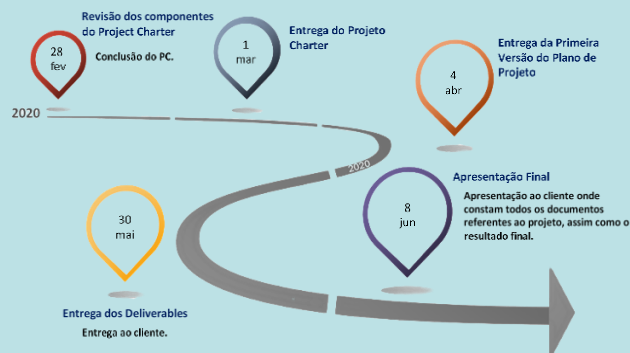 Revisão dos componentes
do Project Charter
28
fev
Conclusão do PC.
1
mar
Entrega do Projeto
Charter
4
abr
Entrega da Primeira
Versão do Plano de
Projeto
2020
2020
30
mai
Entrega dos Deliverables
Entrega ao cliente.
8
jun
Apresentação Final
Apresentação ao cliente onde
constam todos os documentos
referentes ao projeto, assim como o
resultado final.